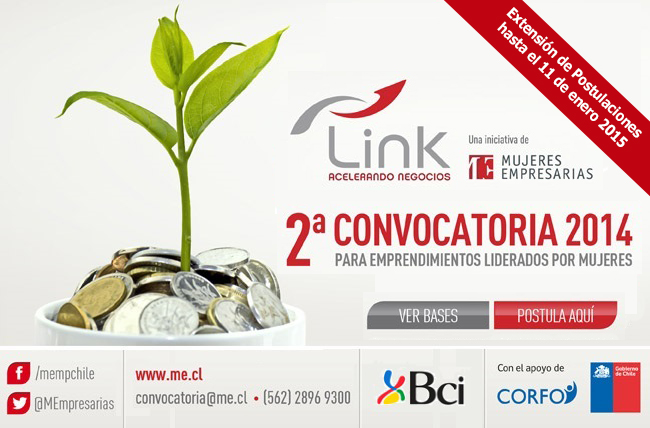 Extensión de Postulaciones
hasta el 11 de enero 2015
Link
ACELERANDO NEGOCIOS
Una iniciativa de
ME MUJERES
EMPRESARIAS
2ª CONVOCATORIA 2014
PARA EMPRENDIMIENTOS LIDERADOS POR MUJERES
VER BASES
POSTULA AQUÍ
f /mempchile
@MEmpresarias
www.me.cl
convocatoria@me.cl • (562) 2896 9300
Bci
Con el apoyo de
CORFO
Gobierno
de Chile